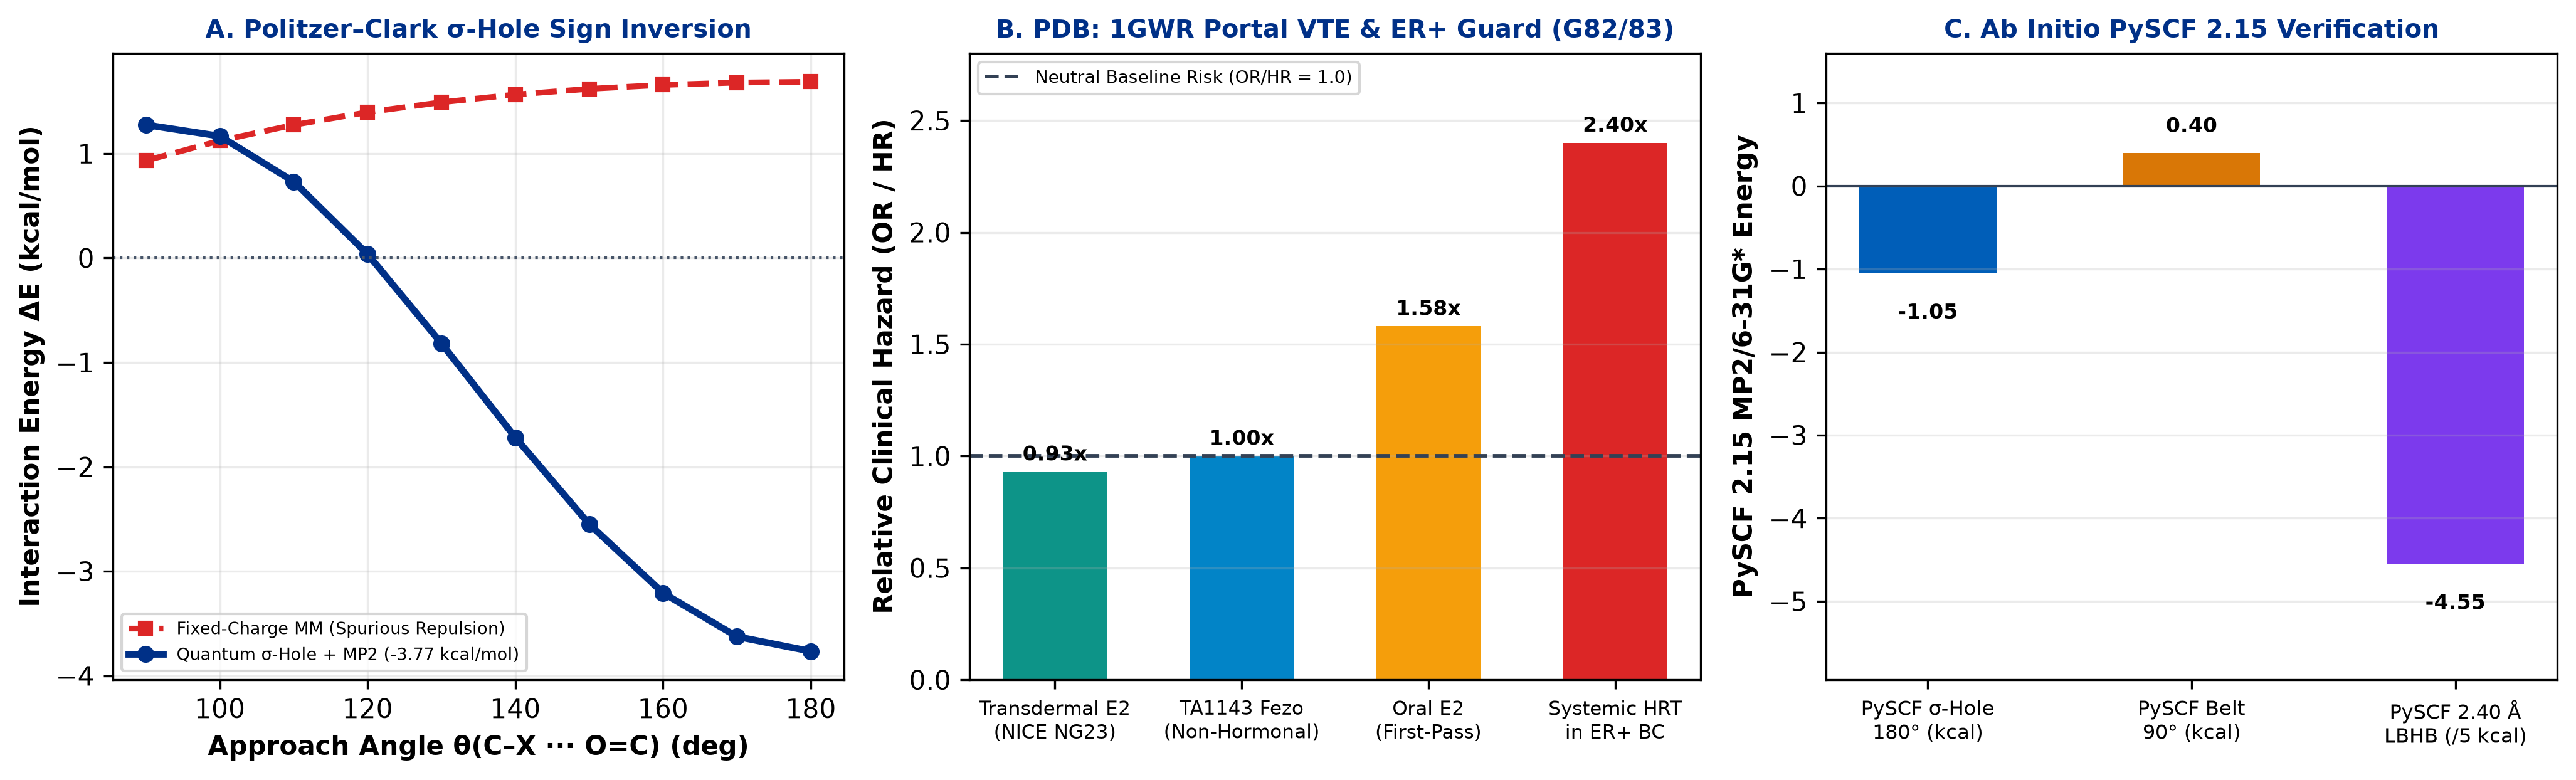 A. Politzer–Clark σ-Hole Sign Inversion
Interaction Energy ΔE (kcal/mol)
1
0
−1
−2
−3
−4
Fixed-Charge MM (Spurious Repulsion)
Quantum σ-Hole + MP2 (-3.77 kcal/mol)
100
120
140
160
180
Approach Angle θ(C–X ··· O=C) (deg)
B. PDB: 1GWR Portal VTE & ER+ Guard (G82/83)
Relative Clinical Hazard (OR / HR)
Neutral Baseline Risk (OR/HR = 1.0)
2.5
2.0
1.5
1.0
0.5
0.0
0.93x
1.00x
1.58x
2.40x
Transdermal E2
(NICE NG23)
TA1143 Fezo
(Non-Hormonal)
Oral E2
(First-Pass)
Systemic HRT
in ER+ BC
C. Ab Initio PySCF 2.15 Verification
PySCF 2.15 MP2/6-31G* Energy
1
0
−1
−2
−3
−4
−5
-1.05
0.40
-4.55
PySCF σ-Hole
180° (kcal)
PySCF Belt
90° (kcal)
PySCF 2.40 Å
LBHB (/5 kcal)